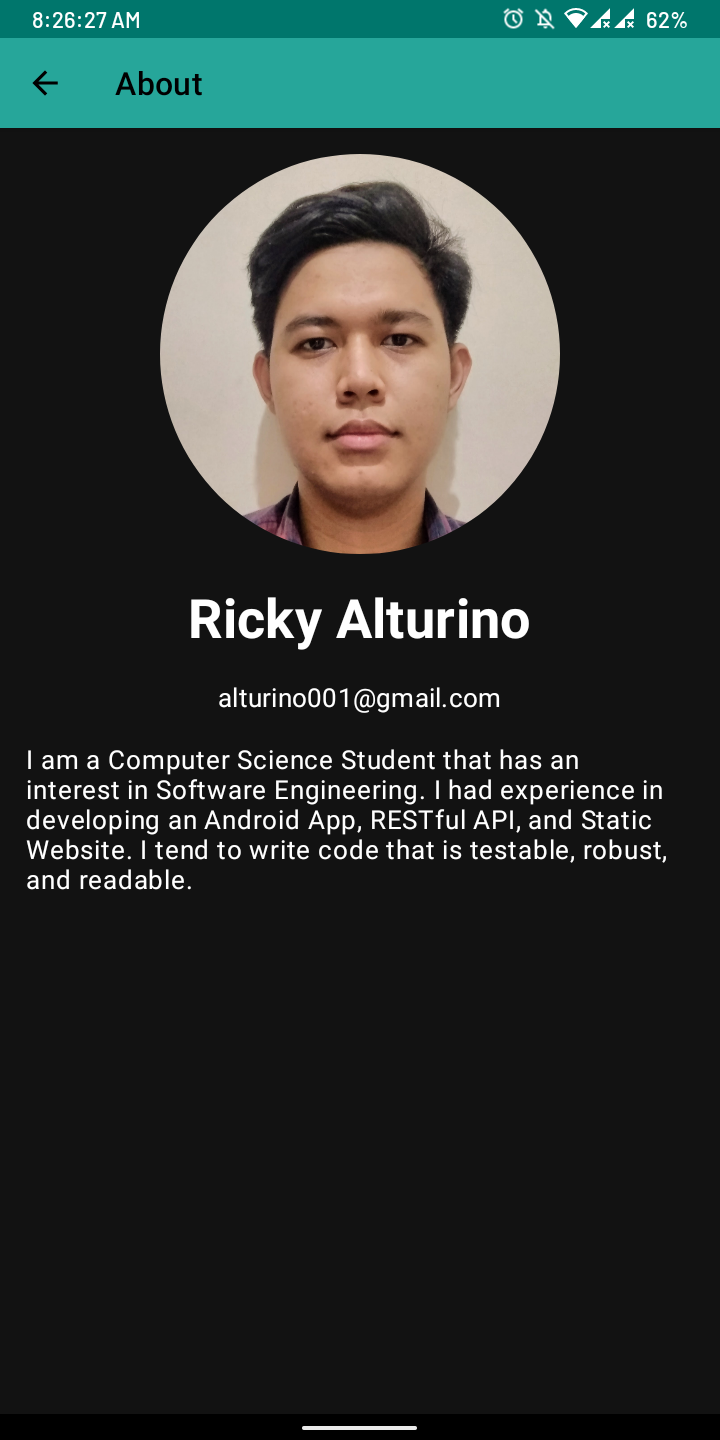 8:26:27 AM 62%
About
Ricky Alturino
alturino001@gmail.com
I am a Computer Science Student that has an
interest in Software Engineering. I had experience in
developing an Android App, RESTful API, and Static
Website. I tend to write code that is testable, robust,
and readable.